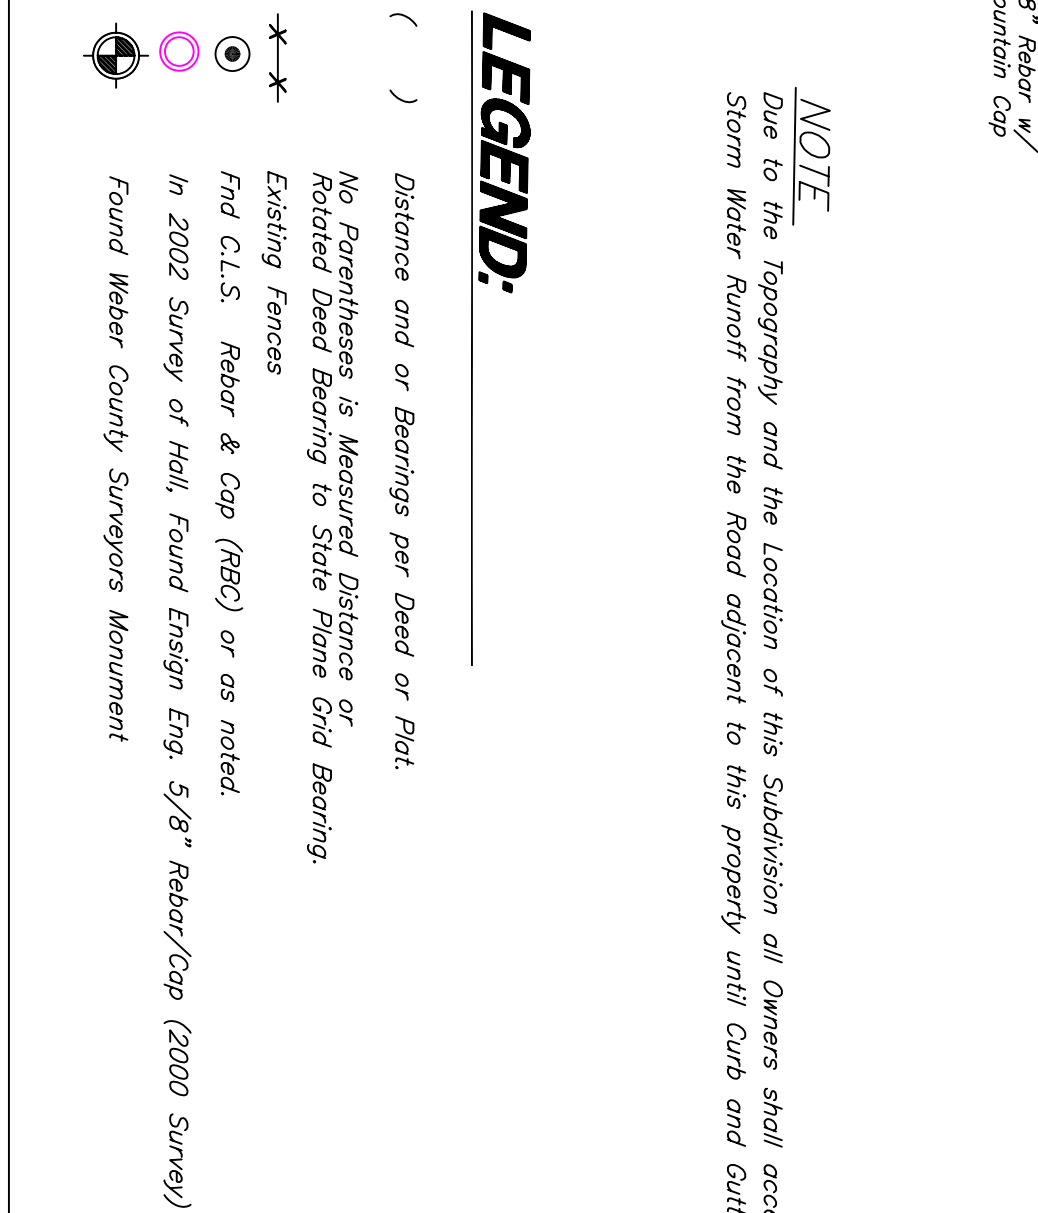 8" Rebar w/
ountain Cap
NOTE
Due to the Topography and the Location of this Subdivision all Owners shall acce
Storm Water Runoff from the Road adjacent to this property until Curb and Gutt
LEGEND:
( ) Distance and or Bearings per Deed or Plat.
No Parentheses is Measured Distance or
Rotated Deed Bearing to State Plane Grid Bearing.
Existing Fences
Fnd C.L.S. Rebar & Cap (RBC) or as noted.
In 2002 Survey of Hall, Found Ensign Eng. 5/8" Rebar/Cap (2000 Survey)
Found Weber County Surveyors Monument